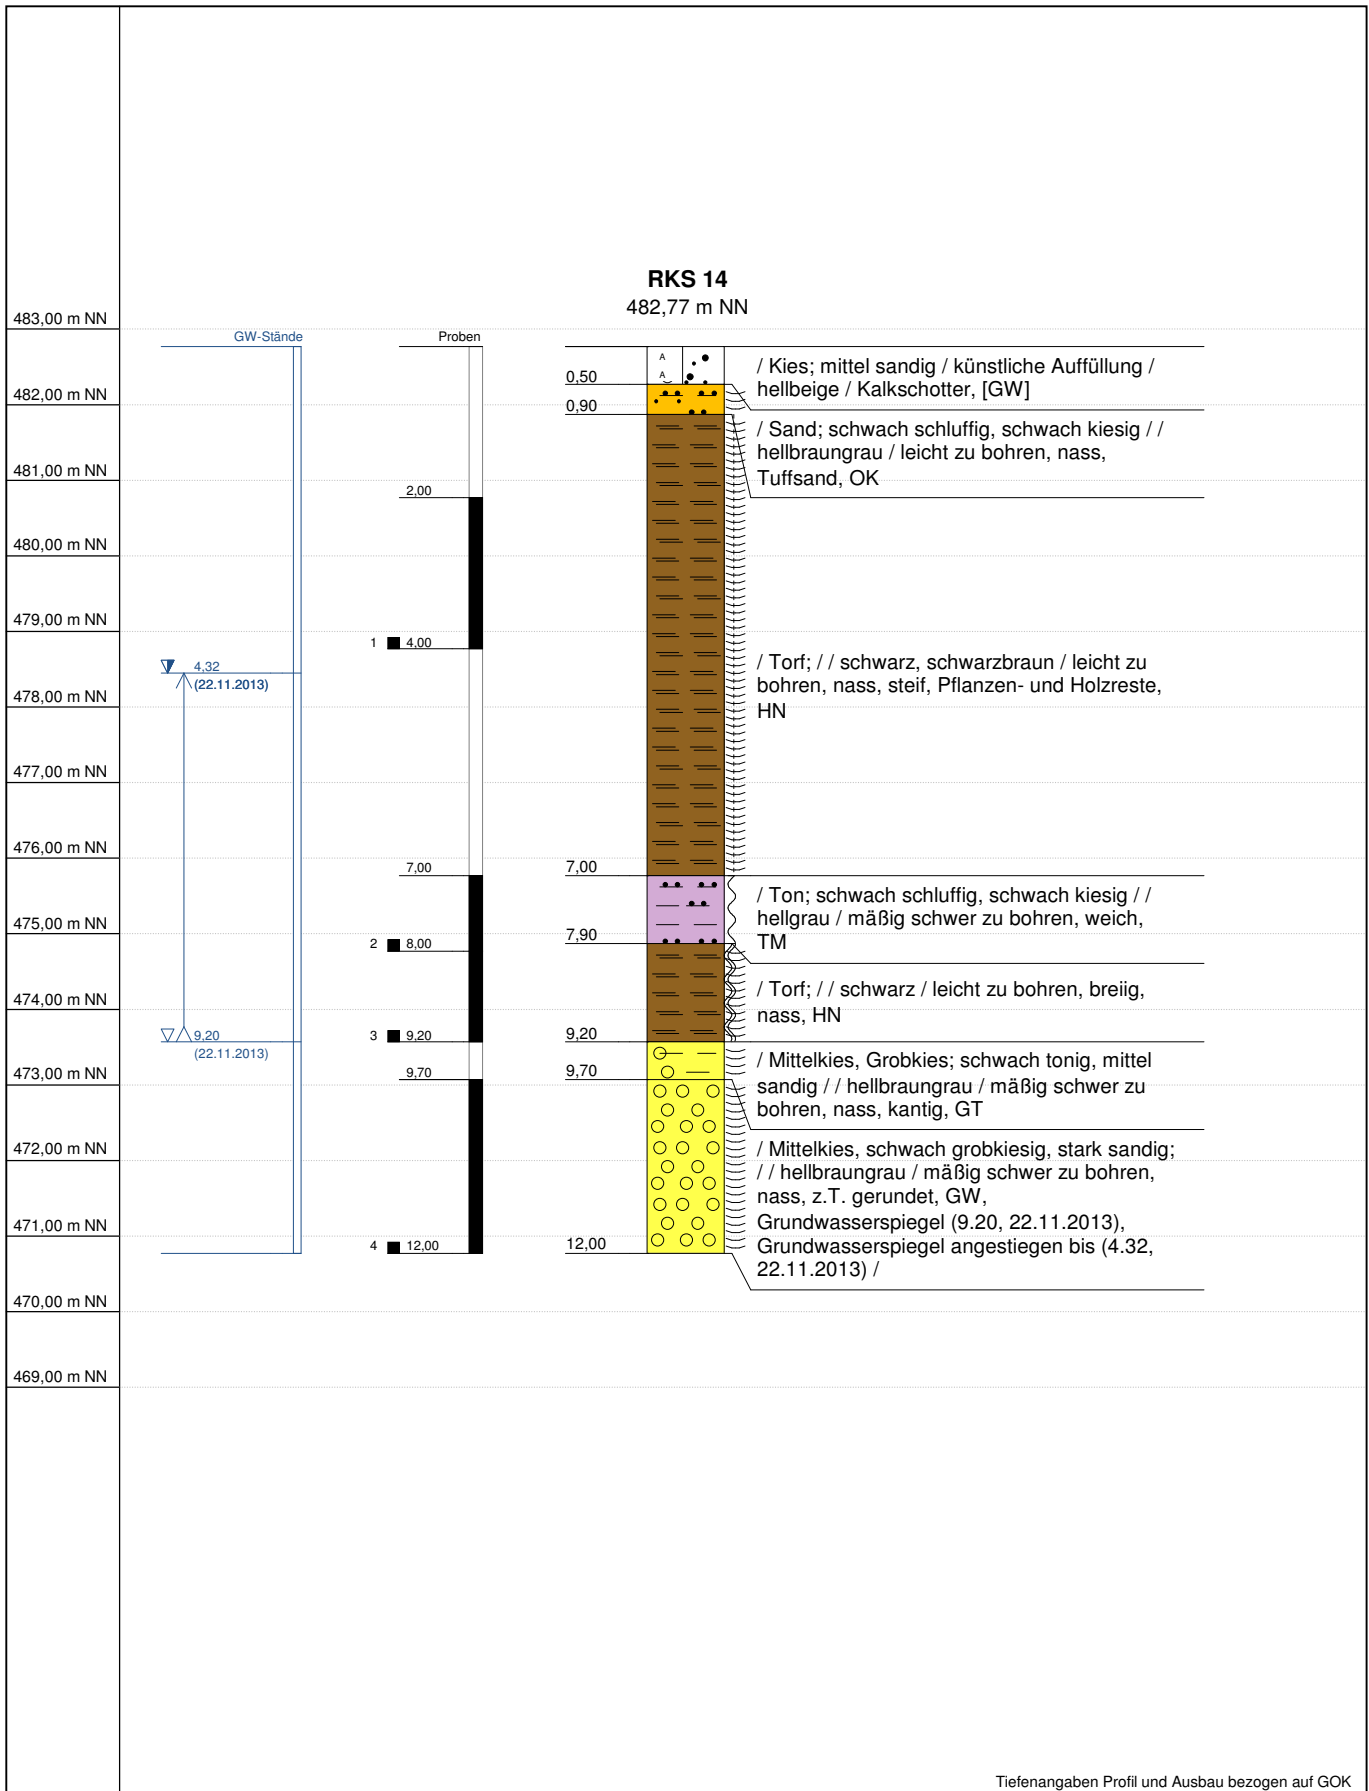 RKS 14
482,77 m NN
483,00 m NN
482,00 m NN
481,00 m NN
480,00 m NN
479,00 m NN
478,00 m NN
477,00 m NN
476,00 m NN
475,00 m NN
474,00 m NN
473,00 m NN
472,00 m NN
471,00 m NN
470,00 m NN
469,00 m NN
GW-Stände
4,32
(22.11.2013)
9,20
(22.11.2013)
Proben
2,00
1 4,00
7,00
2 8,00
3 9,20
9,70
4 12,00
0,50
0,90
7,00
7,90
9,20
9,70
12,00
A
A
/ Kies; mittel sandig / künstliche Auffüllung /
hellbeige / Kalkschotter, [GW]
/ Sand; schwach schluffig, schwach kiesig / /
hellbraungrau / leicht zu bohren, nass,
Tuffsand, OK
/ Torf; / / schwarz, schwarzbraun / leicht zu
bohren, nass, steif, Pflanzen- und Holzreste,
HN
/ Ton; schwach schluffig, schwach kiesig / /
hellgrau / mäßig schwer zu bohren, weich,
TM
/ Torf; / / schwarz / leicht zu bohren, breiig,
nass, HN
/ Mittelkies, Grobkies; schwach tonig, mittel
sandig / / hellbraungrau / mäßig schwer zu
bohren, nass, kantig, GT
/ Mittelkies, schwach grobkiesig, stark sandig;
/ / hellbraungrau / mäßig schwer zu bohren,
nass, z.T. gerundet, GW,
Grundwasserspiegel (9.20, 22.11.2013),
Grundwasserspiegel angestiegen bis (4.32,
22.11.2013) /
Tiefenangaben Profil und Ausbau bezogen auf GOK